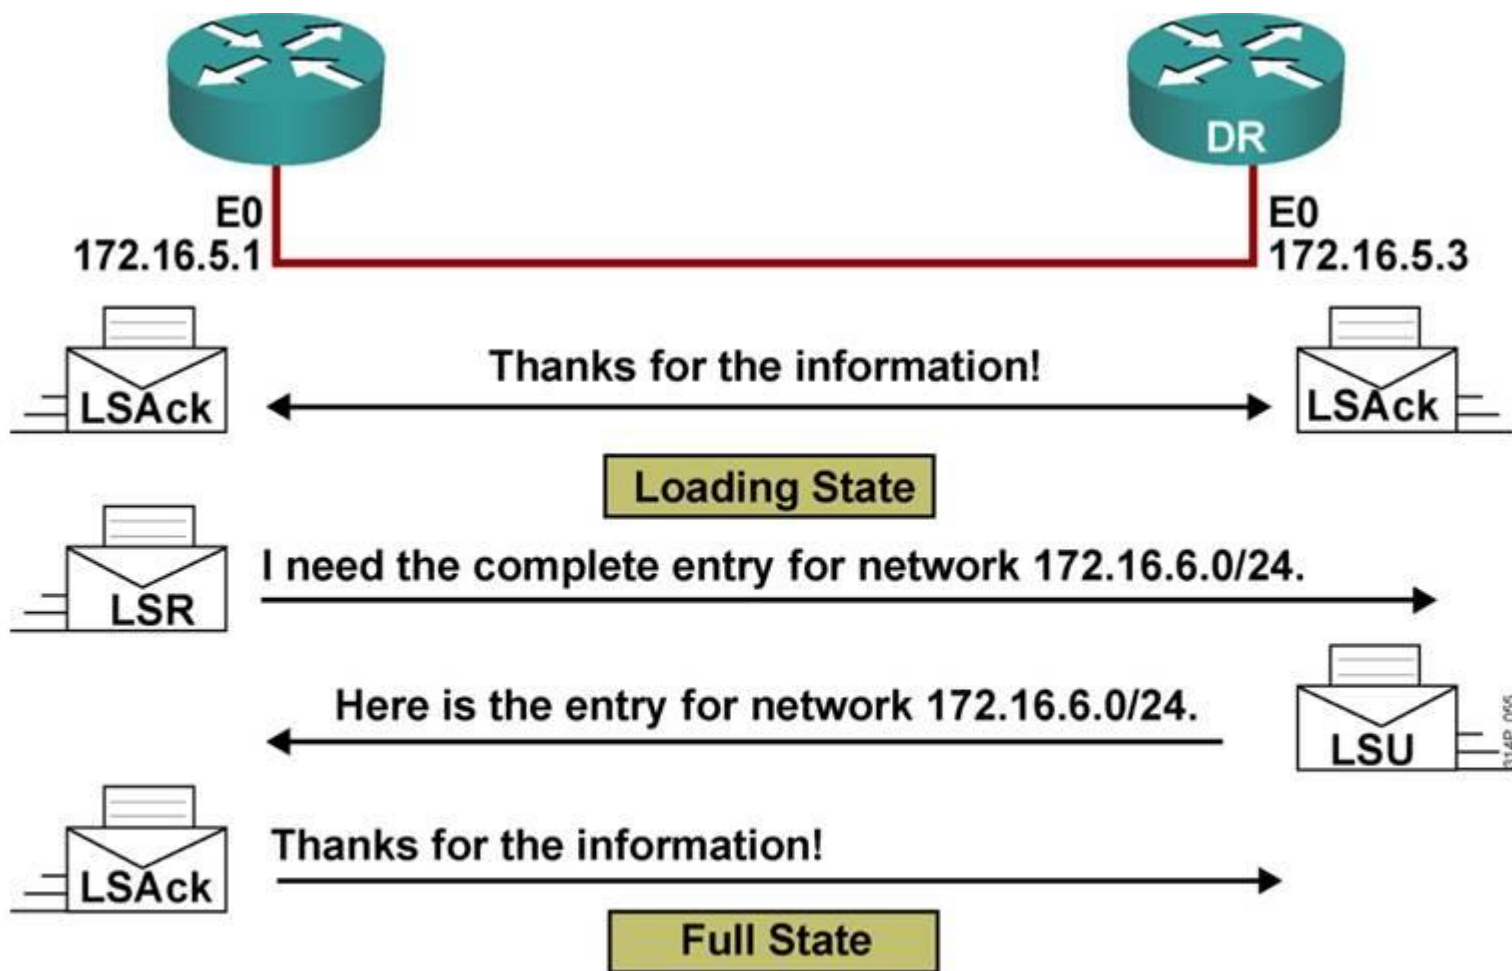 DR
E0
172.16.5.1
E0
172.16.5.3
Thanks for the information!
LSAck
LSAck
Loading State
I need the complete entry for network 172.16.6.0/24.
LSR
Here is the entry for network 172.16.6.0/24.
LSU
Thanks for the information!
LSAck
Full State